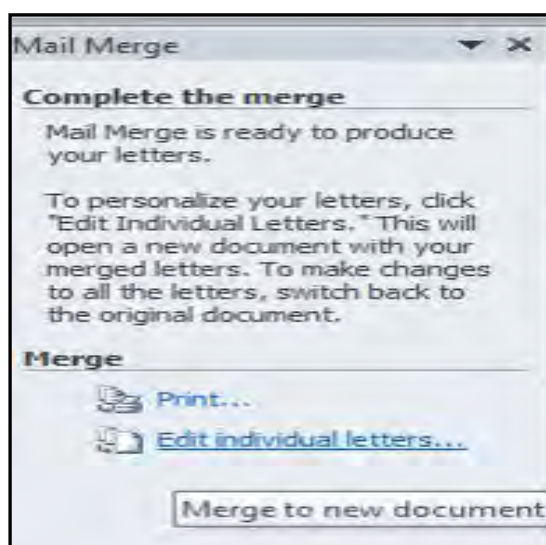 Mail Merge
Complete the merge
Mail Merge is ready to produce
your letters.
To personalize your letters, click
"Edit Individual Letters." This will
open a new document with your
merged letters. To make changes
to all the letters, switch back to
the original document.
Merge
Print...
Edit individual letters...
Merge to new document